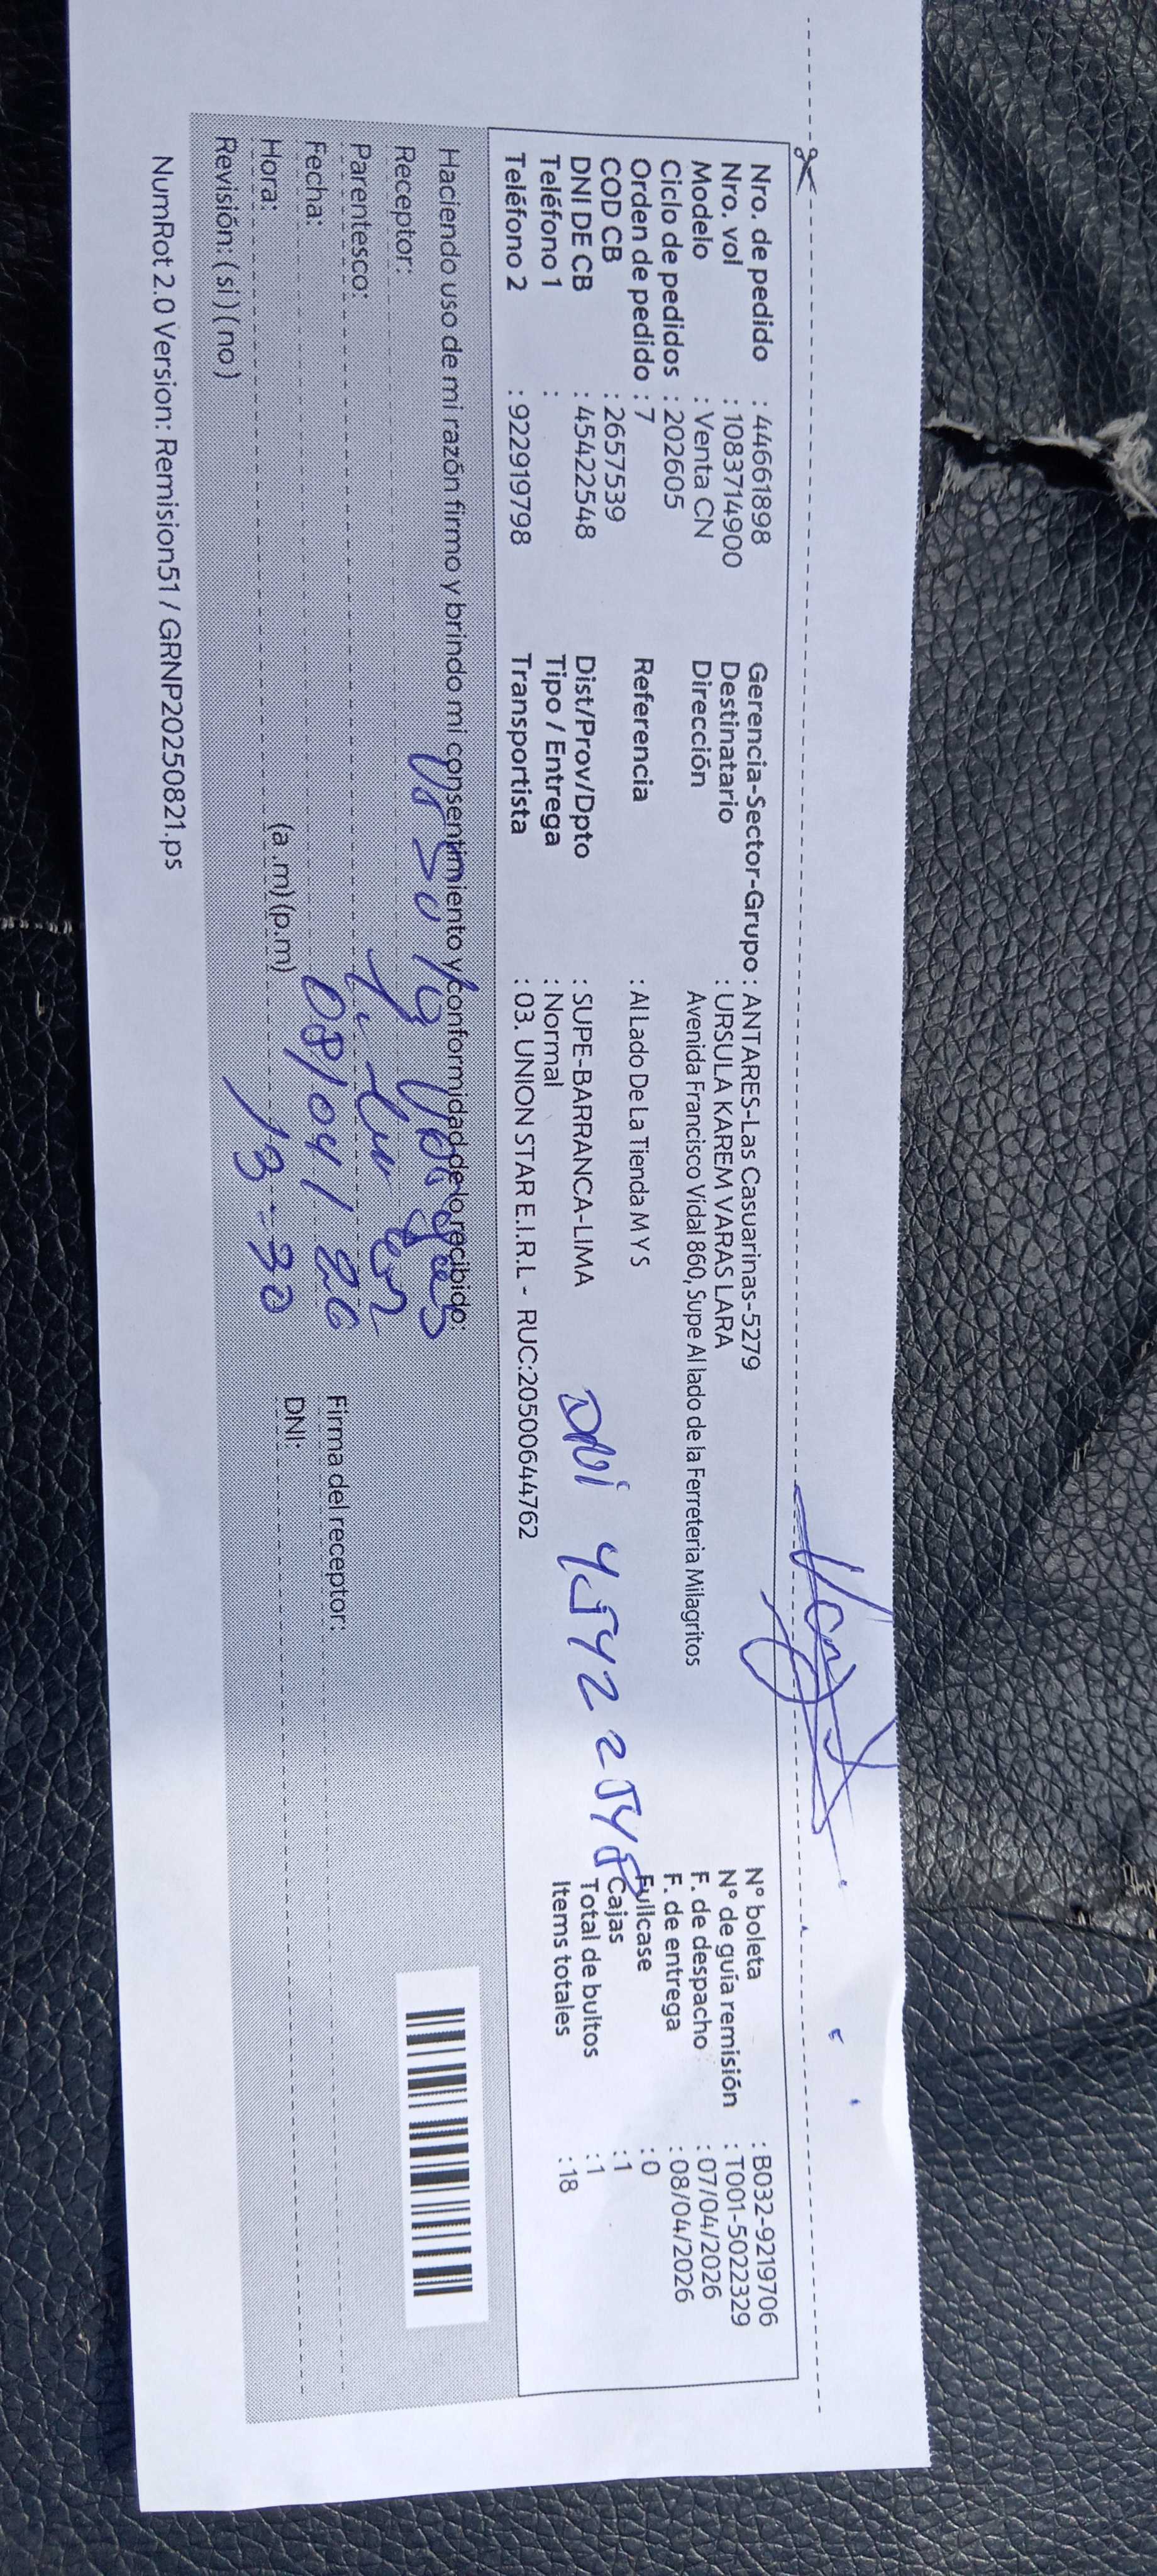 Nro. de pedido : 44661898
Nro. vol : 1083714900
Modelo : Venta CN
Ciclo de pedidos : 202605
Orden de pedido : 7
COD CB : 2657539
DNI DE CB : 45422548
Teléfono 1 :
Teléfono 2 : 922919798
Gerencia-Sector-Grupo : ANTARES-Las Casuarinas-5279
Destinatario : URSULA KAREM VARAS LARA
Dirección Avenida Francisco Vidal 860, Supe Al lado de la Ferreteria Milagritos
Referencia : Al Lado De La Tienda M Y S
Dist/Prov/Dpto : SUPE-BARRANCA-LIMA
Tipo / Entrega : Normal
Transportista : 03. UNION STAR E.I.R.L - RUC:20500644762
DNI 45422548
N° boleta : B032-9219706
N° de guía remisión : T001-5022329
F. de despacho : 07/04/2026
F. de entrega : 08/04/2026
Fullcase : 0
Cajas : 1
Total de bultos : 1
Items totales : 18
Haciendo uso de mi razón firmo y brindo mi consentimiento y conformidad de lo recibido:
Receptor:
Parentesco:
Fecha: 08/04/26
Hora: (a .m) (p.m) 13:30
Revisión: ( si ) ( no )
Firma del receptor:
DNI:
NumRot 2.0 Version: Remision51 / GRNP20250821.ps